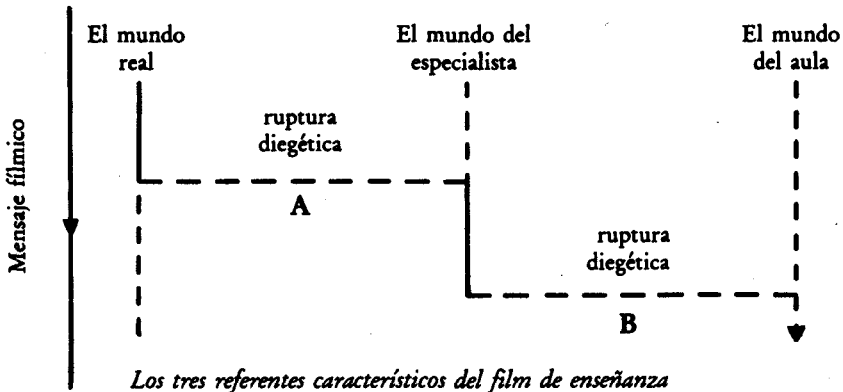 El mundo
real
El mundo del
especialista
El mundo
del aula
Mensaje fílmico
ruptura
diegética
A
ruptura
diegética
B
Los tres referentes característicos del film de enseñanza